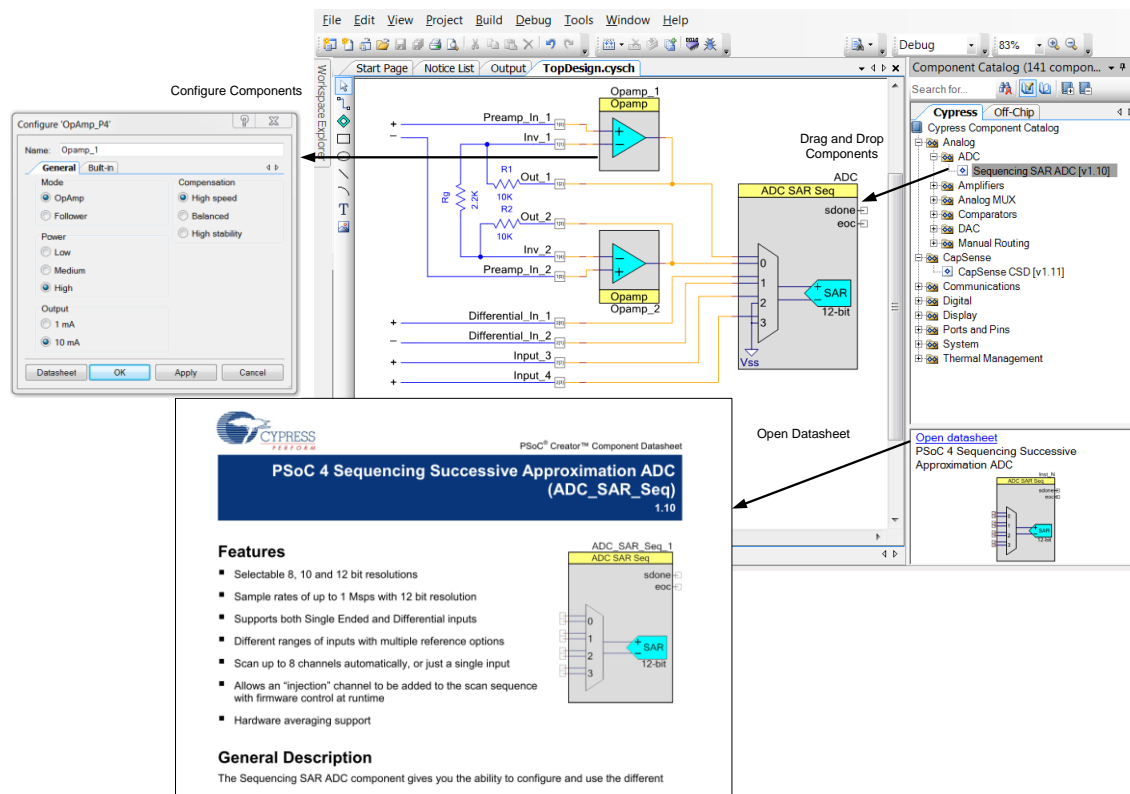 File Edit View Project Build Debug Tools Window Help
Debug
83%
Workspace Explorer
Start Page
Notice List
Output
TopDesign.cysch
Component Catalog (141 compon...
Search for...
Cypress
Off-Chip
Cypress Component Catalog
Analog
ADC
Sequencing SAR ADC [v1.10]
Amplifiers
Analog MUX
Comparators
DAC
Manual Routing
CapSense
CapSense CSD [v1.11]
Communications
Digital
Display
Ports and Pins
System
Thermal Management
Configure Components
Drag and Drop
Components
Configure 'OpAmp_P4'
Name: Opamp_1
General
Built-in
Mode
OpAmp
Follower
Power
Low
Medium
High
Output
1 mA
10 mA
Compensation
High speed
Balanced
High stability
Datasheet
OK
Apply
Cancel
Opamp_1
Opamp
+
−
+ Preamp_In_1
− Inv_1
R1
Out_1
10K
Rg
2.2K
R2
Out_2
10K
Inv_2
Preamp_In_2
−
+
Opamp
Opamp_2
+ Differential_In_1
− Differential_In_2
+ Input_3
+ Input_4
ADC
ADC SAR Seq
sdone
eoc
0
1
2
3
+
−
SAR
12-bit
Vss
Open Datasheet
Open datasheet
PSoC 4 Sequencing Successive
Approximation ADC
Inst_N
ADC SAR Seq
sdone
eoc
0
1
2
3
SAR
12-bit
CYPRESS
PERFORM
PSoC® Creator™ Component Datasheet
PSoC 4 Sequencing Successive Approximation ADC
(ADC_SAR_Seq)
1.10
Features
■ Selectable 8, 10 and 12 bit resolutions
■ Sample rates of up to 1 Msps with 12 bit resolution
■ Supports both Single Ended and Differential inputs
■ Different ranges of inputs with multiple reference options
■ Scan up to 8 channels automatically, or just a single input
■ Allows an “injection” channel to be added to the scan sequence
with firmware control at runtime
■ Hardware averaging support
ADC_SAR_Seq_1
ADC SAR Seq
sdone
eoc
0
1
2
3
+
−
SAR
12-bit
General Description
The Sequencing SAR ADC component gives you the ability to configure and use the different